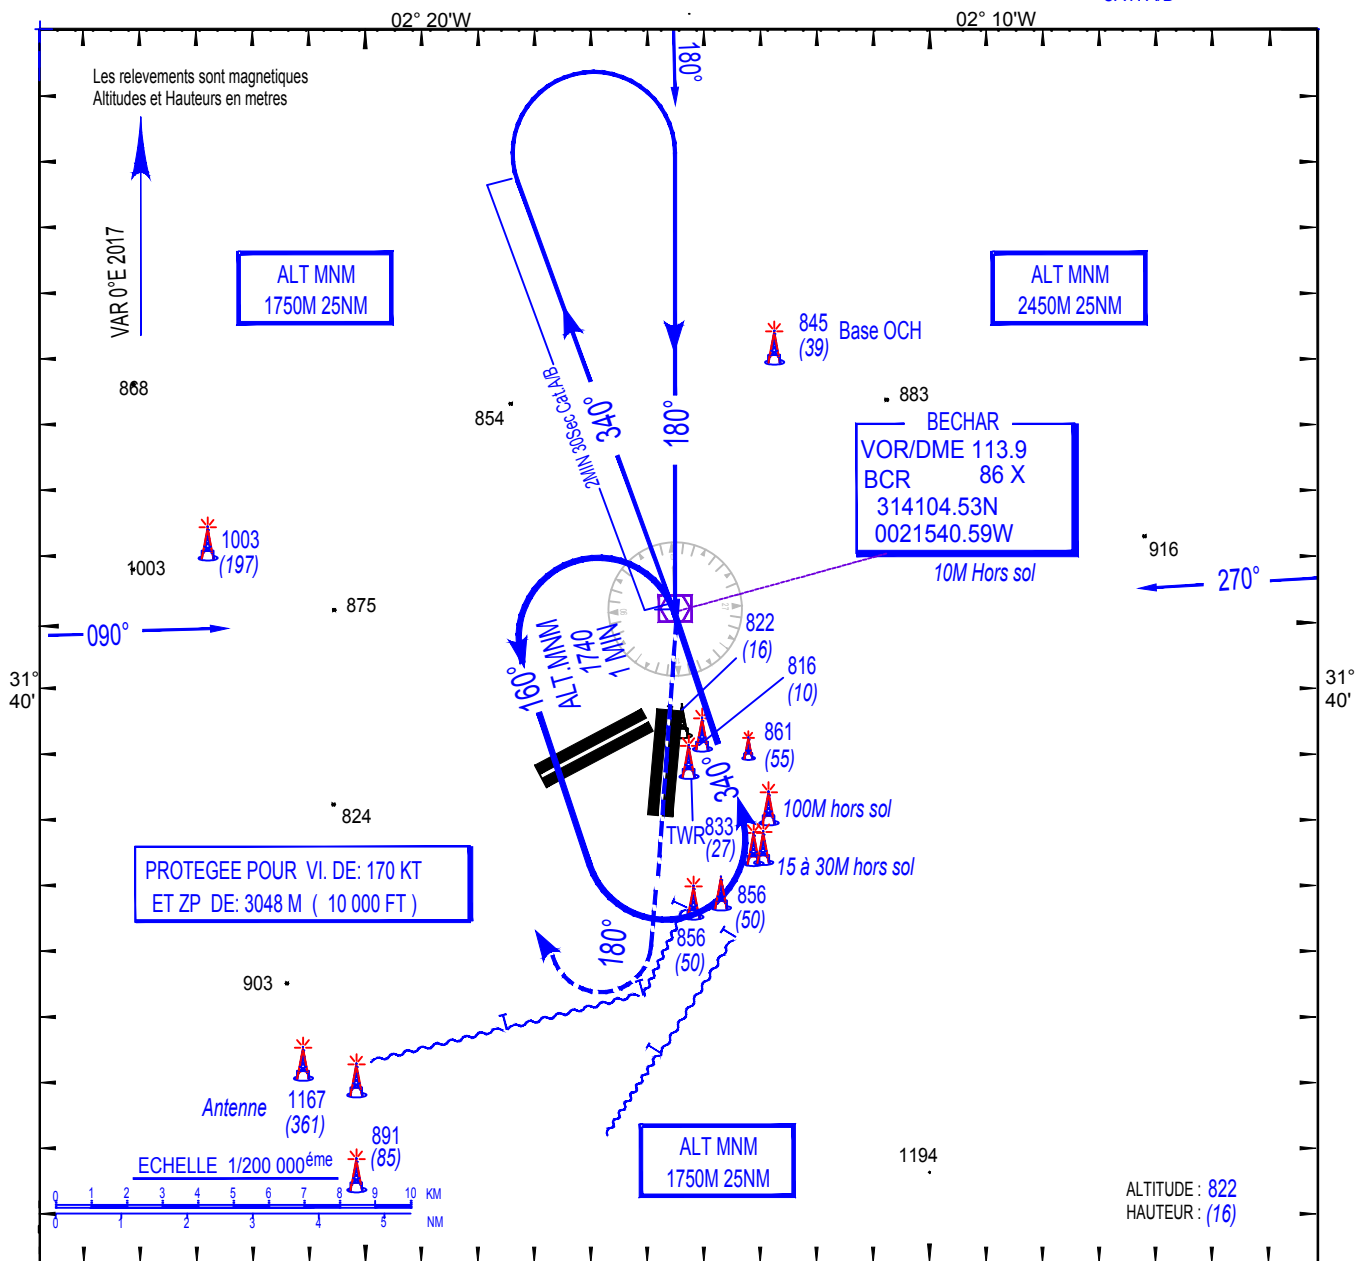 02° 20'W
02° 10'W
180°
Les relevements sont magnetiques
Altitudes et Hauteurs en metres
VAR 0°E 2017
ALT MNM
1750M 25NM
ALT MNM
2450M 25NM
845
(39)
Base OCH
868
854
883
340°
180°
2MIN 30Sec Cat.A/B
BECHAR
VOR/DME 113.9
BCR 86 X
314104.53N
0021540.59W
10M Hors sol
1003
(197)
1003
916
270°
875
090°
822
(16)
816
(10)
ALT.MNM
1740
1 MIN
160°
31°
40'
31°
40'
861
(55)
340°
100M hors sol
824
TWR 833
(27)
15 à 30M hors sol
PROTEGEE POUR VI. DE: 170 KT
ET ZP DE: 3048 M ( 10 000 FT )
856
(50)
856
(50)
180°
903
Antenne
1167
(361)
891
(85)
ALT MNM
1750M 25NM
1194
ECHELLE 1/200 000éme
0 1 2 3 4 5 6 7 8 9 10 KM
0 1 2 3 4 5 NM
ALTITUDE : 822
HAUTEUR : (16)